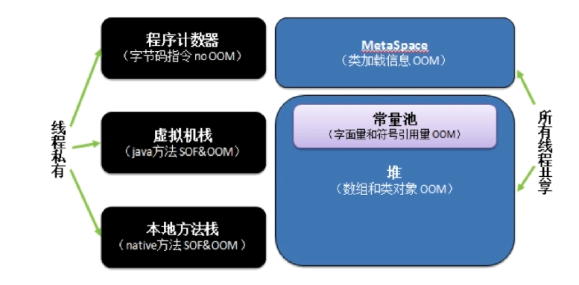 程序计数器
（字节码指令 no OOM）
MetaSpace
（类加载信息 OOM）
线程私有
虚拟机栈
（java方法 SOF&OOM）
常量池
（字面量和符号引用量 OOM）
堆
（数组和类对象 OOM）
所有线程共享
本地方法栈
（native方法 SOF&OOM ）